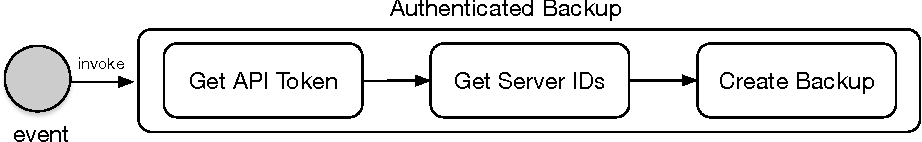 Authenticated Backup
invoke
Get API Token
Get Server IDs
Create Backup
event